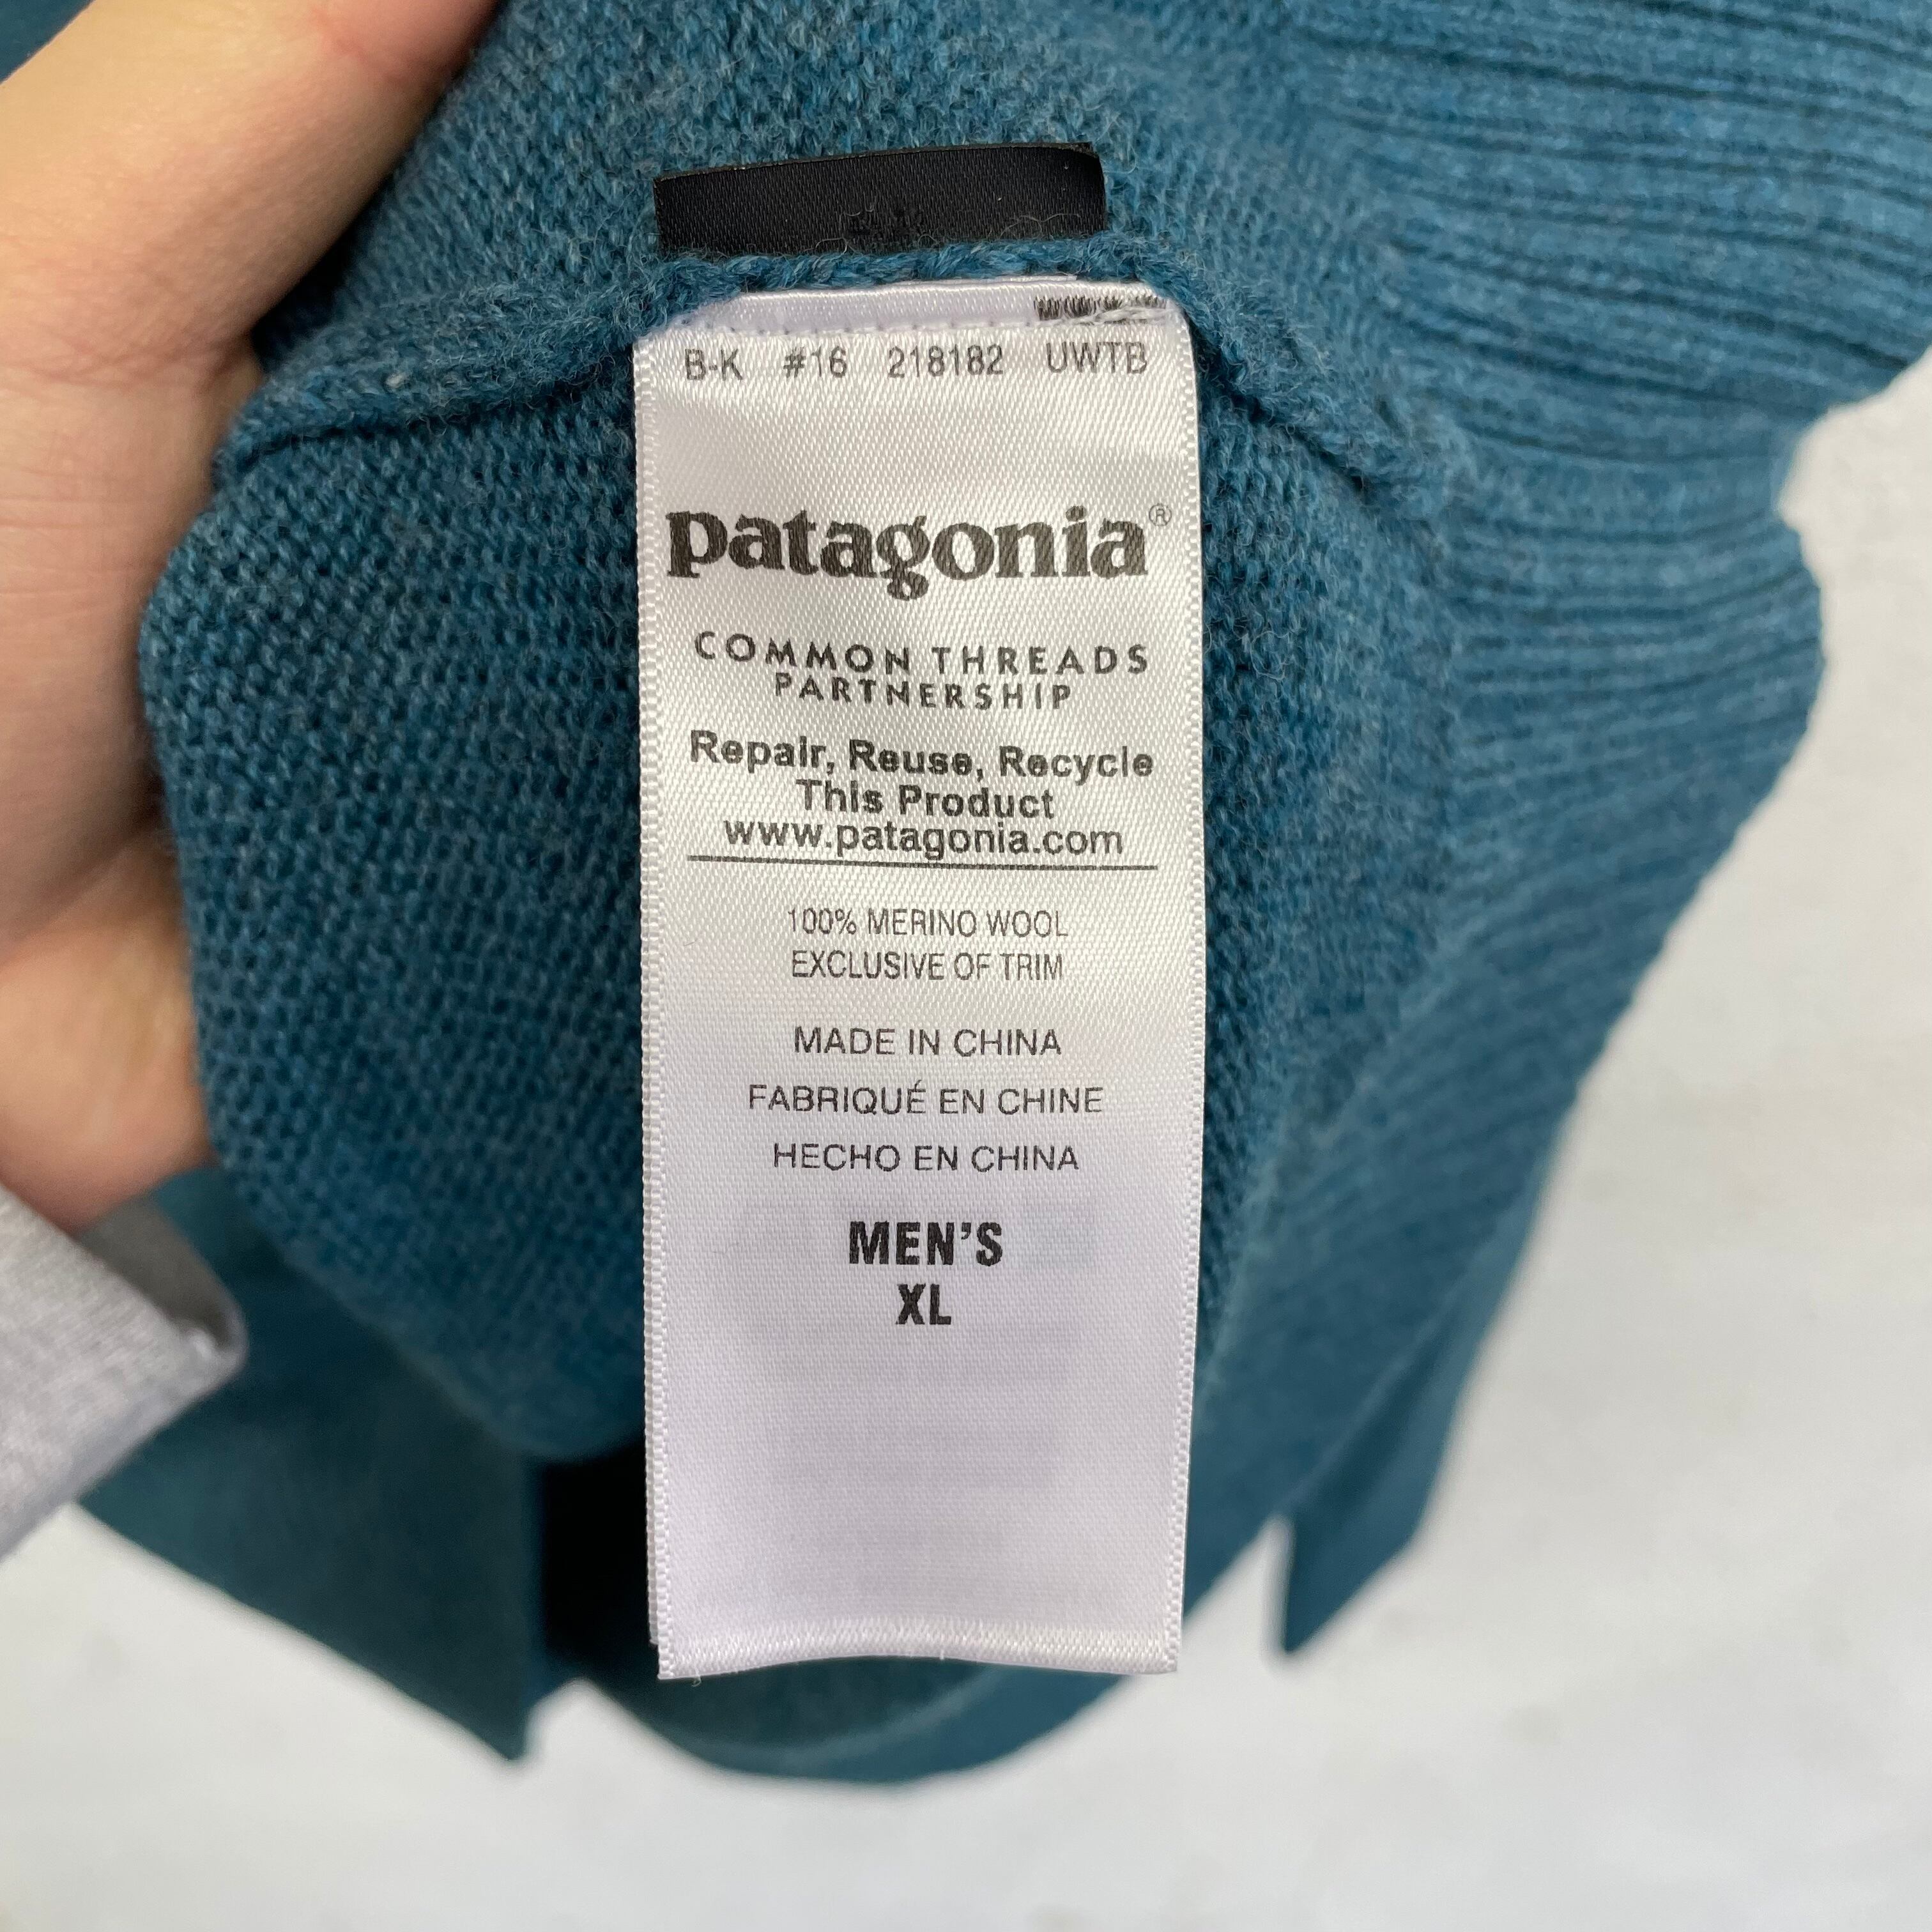 B-K #16 218182 UWTB
patagonia®
COMMON THREADS
PARTNERSHIP
Repair, Reuse, Recycle
This Product
www.patagonia.com
100% MERINO WOOL
EXCLUSIVE OF TRIM
MADE IN CHINA
FABRIQUÉ EN CHINE
HECHO EN CHINA
MEN'S
XL